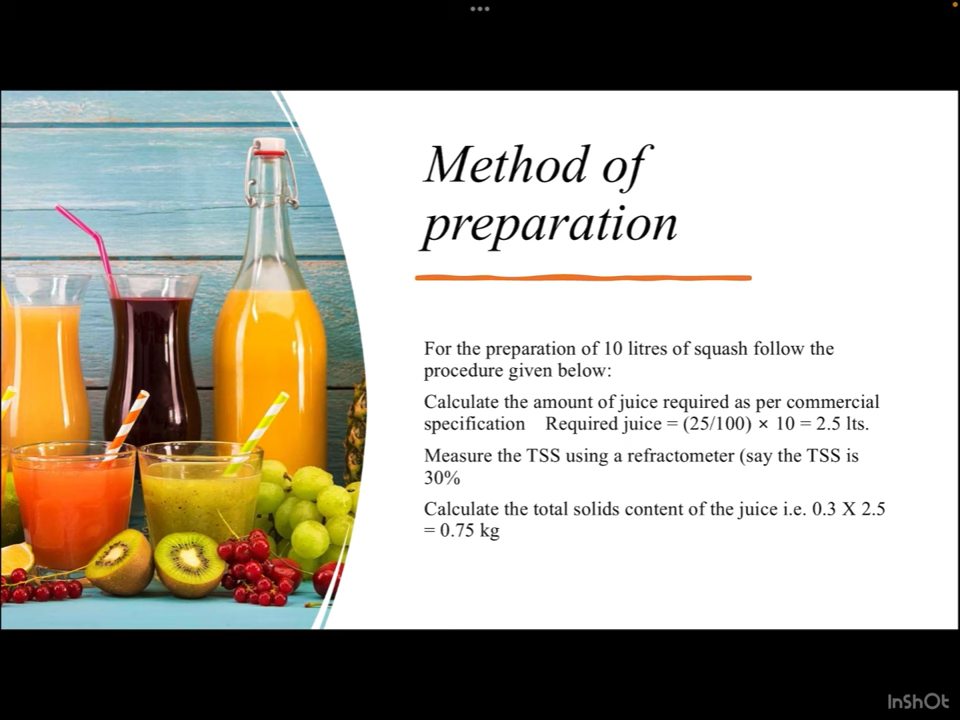 Method of
preparation
For the preparation of 10 litres of squash follow the
procedure given below:
Calculate the amount of juice required as per commercial
specification    Required juice = (25/100) × 10 = 2.5 lts.
Measure the TSS using a refractometer (say the TSS is
30%
Calculate the total solids content of the juice i.e. 0.3 X 2.5
= 0.75 kg
InShOt